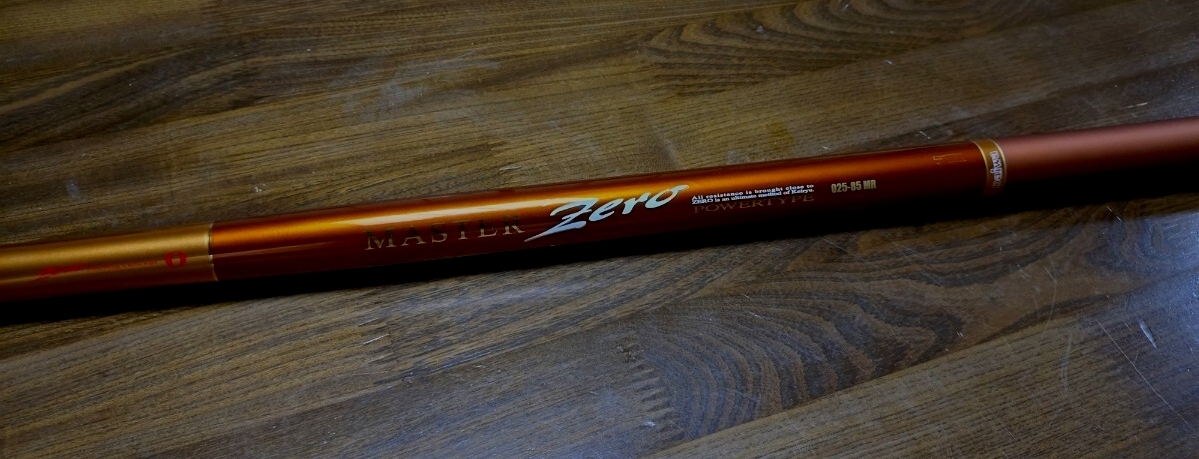 MASTER Zero
All resistance is brought close to
ZERO is an ultimate method of Keiryu.
POWERTYPE
025-85 MR